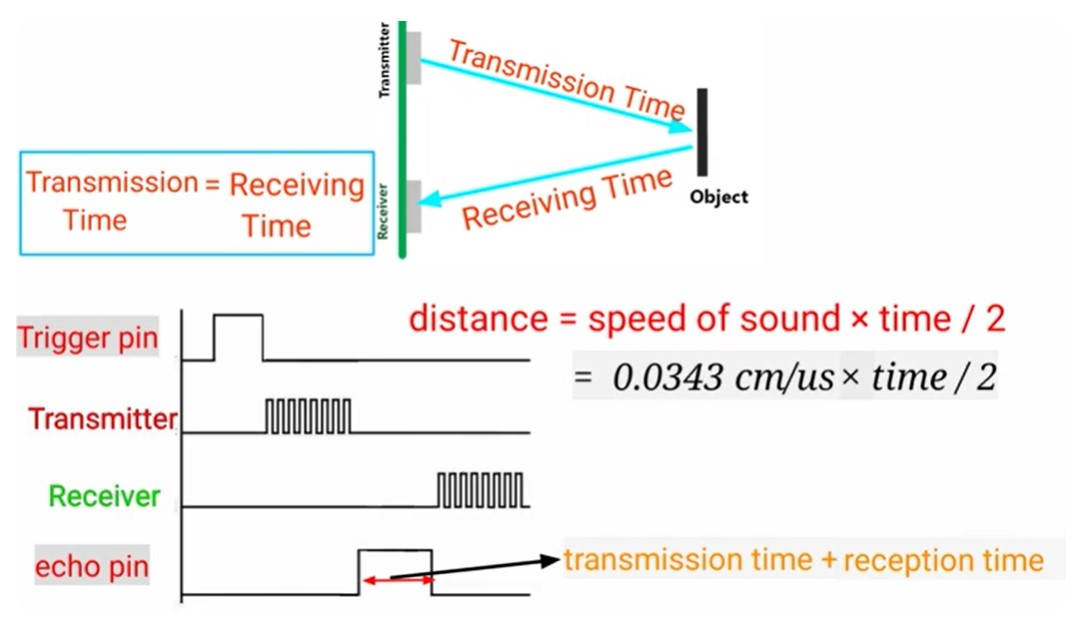 Transmitter
Transmission Time
Transmission = Receiving
Time Time
Receiver
Receiving Time
Object
Trigger pin
distance = speed of sound × time / 2
= 0.0343 cm/us × time / 2
Transmitter
Receiver
echo pin
transmission time + reception time